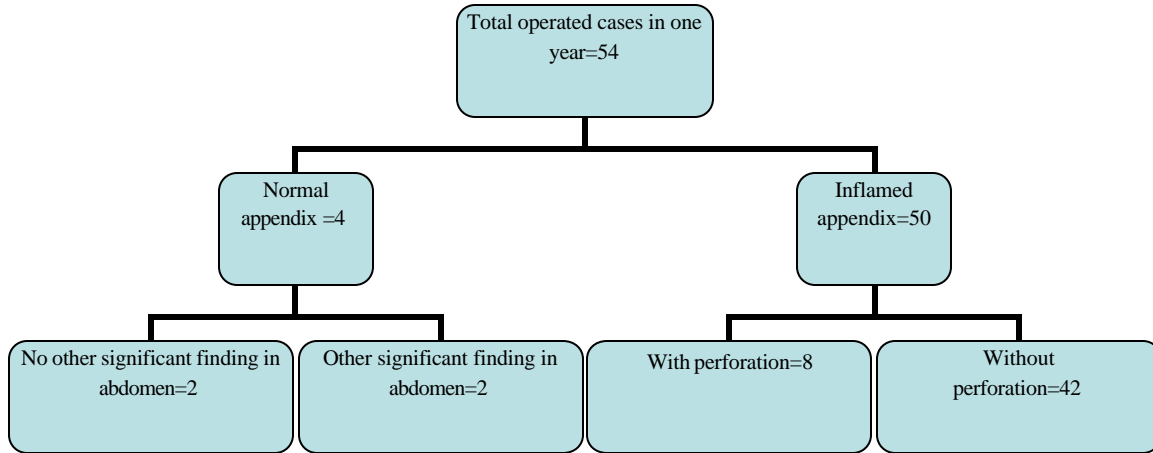 Total operated cases in one
year=54
Normal
appendix =4
Inflamed
appendix=50
No other significant finding in
abdomen=2
Other significant finding in
abdomen=2
With perforation=8
Without
perforation=42